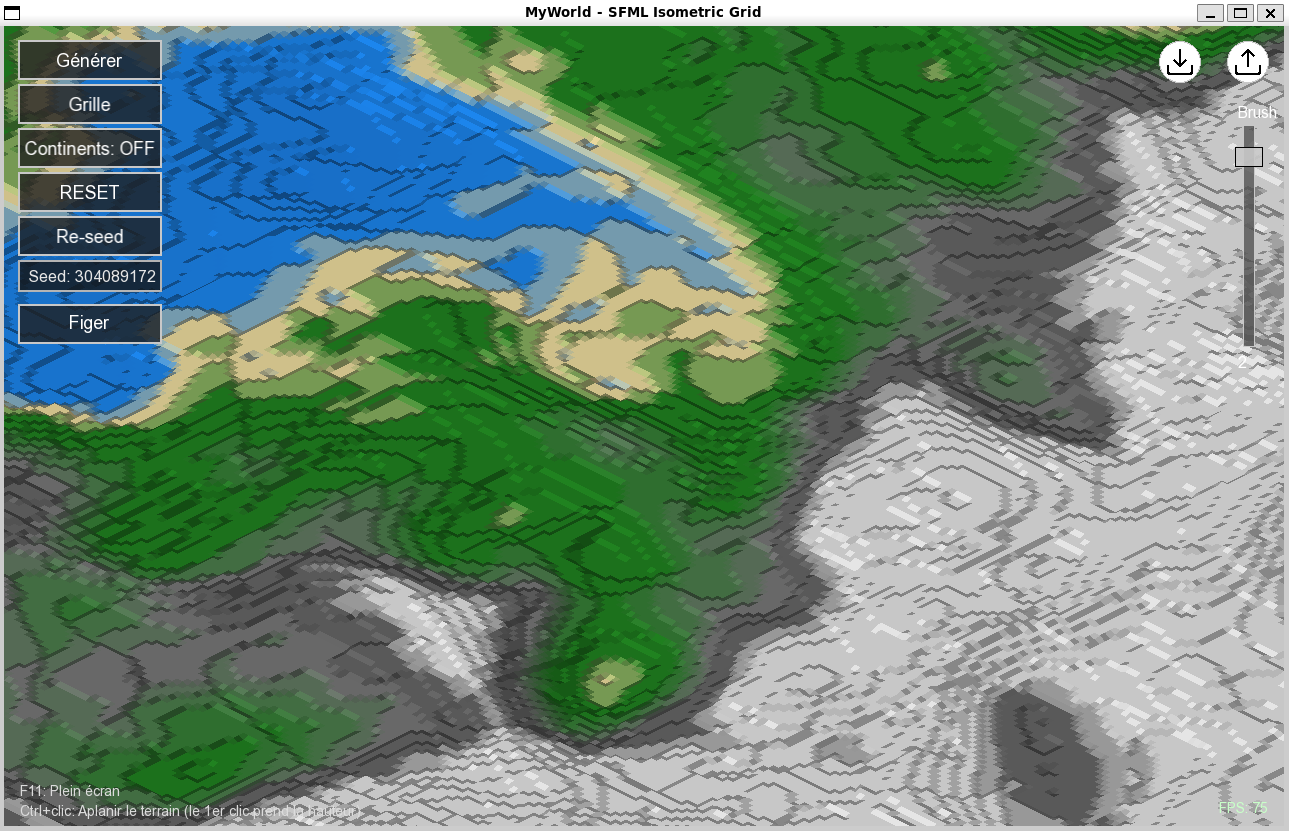 MyWorld - SFML Isometric Grid
Générer
Grille
Continents: OFF
RESET
Re-seed
Seed: 304089172
Figer
Brush
F11: Plein écran
Ctrl+clic: Aplanir le terrain (le 1er clic prend la hauteur)
FPS 75